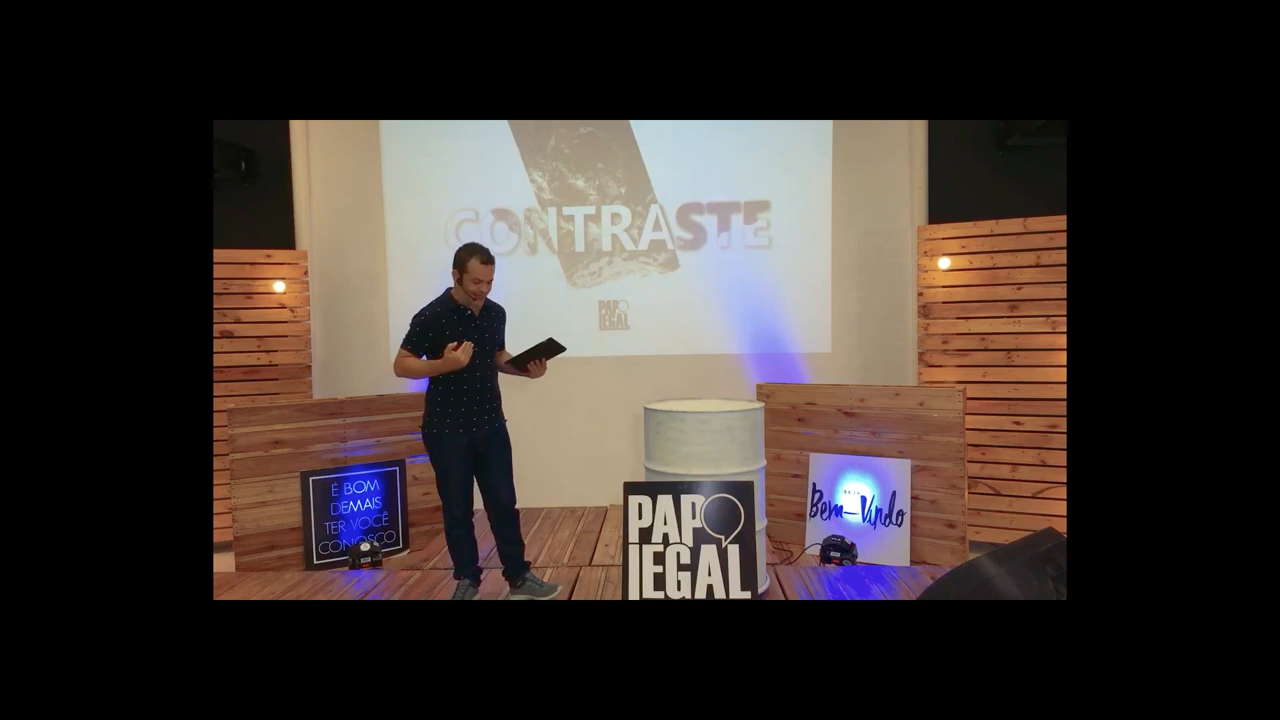 CONTRASTE
PAPO
LEGAL
É BOM
DEMAIS
TER VOCÊ
CONOSCO
PAPO
LEGAL
Bem-Vindo